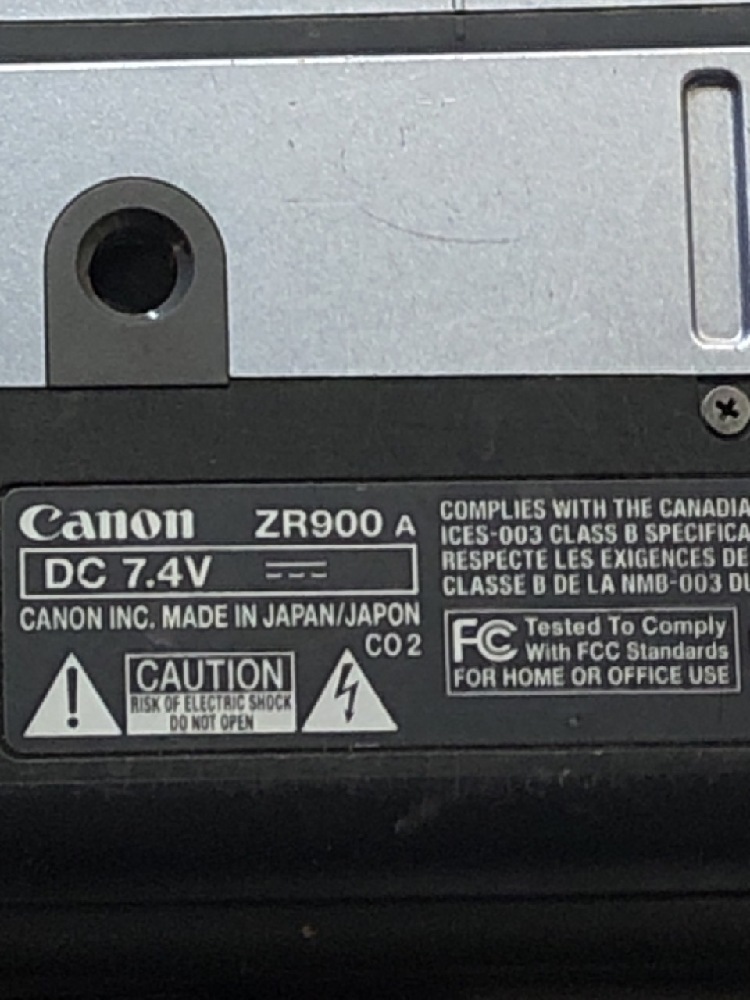 Canon ZR900 A
DC 7.4V
CANON INC. MADE IN JAPAN/JAPON
CO2
CAUTION
RISK OF ELECTRIC SHOCK
DO NOT OPEN
COMPLIES WITH THE CANADIA
ICES-003 CLASS B SPECIFICA
RESPECTE LES EXIGENCES DE
CLASSE B DE LA NMB-003 DU
FC Tested To Comply
With FCC Standards
FOR HOME OR OFFICE USE